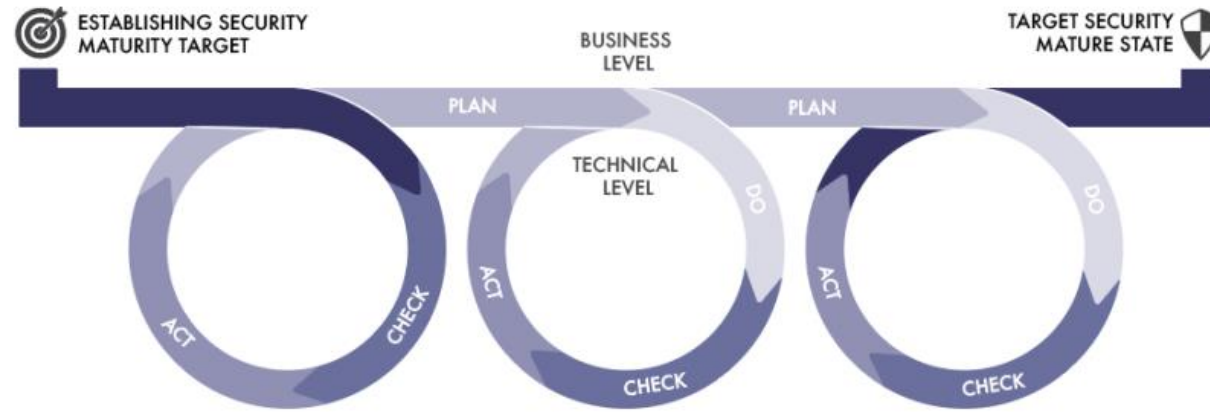 ESTABLISHING SECURITY
MATURITY TARGET
BUSINESS
LEVEL
TARGET SECURITY
MATURE STATE
PLAN
PLAN
TECHNICAL
LEVEL
DO
DO
ACT
CHECK
ACT
CHECK
ACT
CHECK